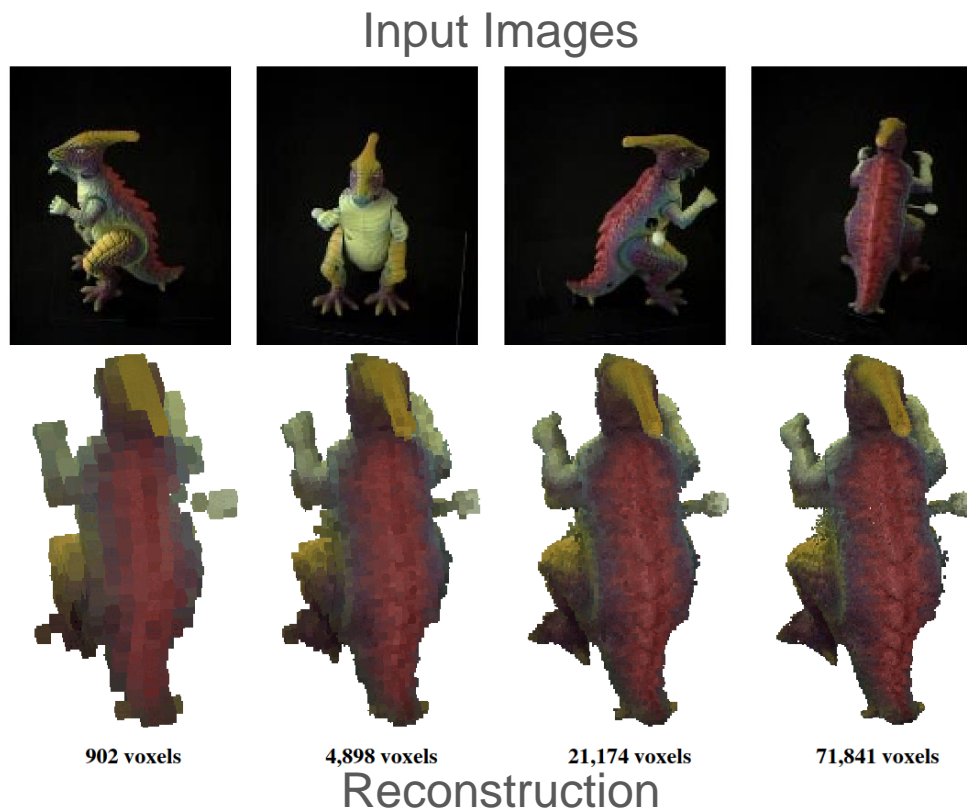 Input Images
902 voxels
4,898 voxels
21,174 voxels
71,841 voxels
Reconstruction